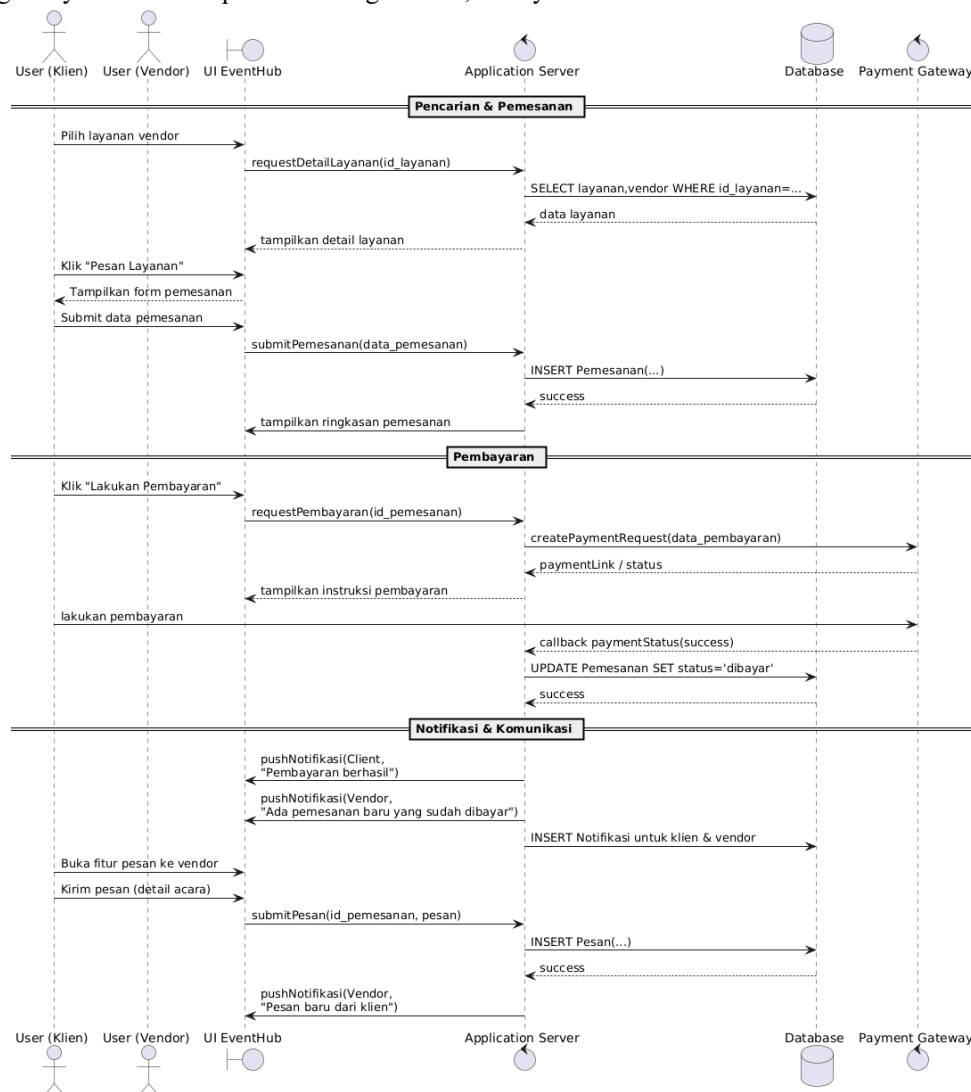 User (Klien) User (Vendor) UI EventHub Application Server Database Payment Gateway
Pencarian & Pemesanan
Pilih layanan vendor
requestDetailLayanan(id_layanan)
SELECT layanan,vendor WHERE id_layanan=...
data layanan
tampilkan detail layanan
Klik "Pesan Layanan"
Tampilkan form pemesanan
Submit data pemesanan
submitPemesanan(data_pemesanan)
INSERT Pemesanan(...)
success
tampilkan ringkasan pemesanan
Pembayaran
Klik "Lakukan Pembayaran"
requestPembayaran(id_pemesanan)
createPaymentRequest(data_pembayaran)
paymentLink / status
tampilkan instruksi pembayaran
lakukan pembayaran
callback paymentStatus(success)
UPDATE Pemesanan SET status='dibayar'
success
Notifikasi & Komunikasi
pushNotifikasi(Client,
"Pembayaran berhasil")
pushNotifikasi(Vendor,
"Ada pemesanan baru yang sudah dibayar")
INSERT Notifikasi untuk klien & vendor
Buka fitur pesan ke vendor
Kirim pesan (detail acara)
submitPesan(id_pemesanan, pesan)
INSERT Pesan(...)
success
pushNotifikasi(Vendor,
"Pesan baru dari klien")
User (Klien) User (Vendor) UI EventHub Application Server Database Payment Gateway